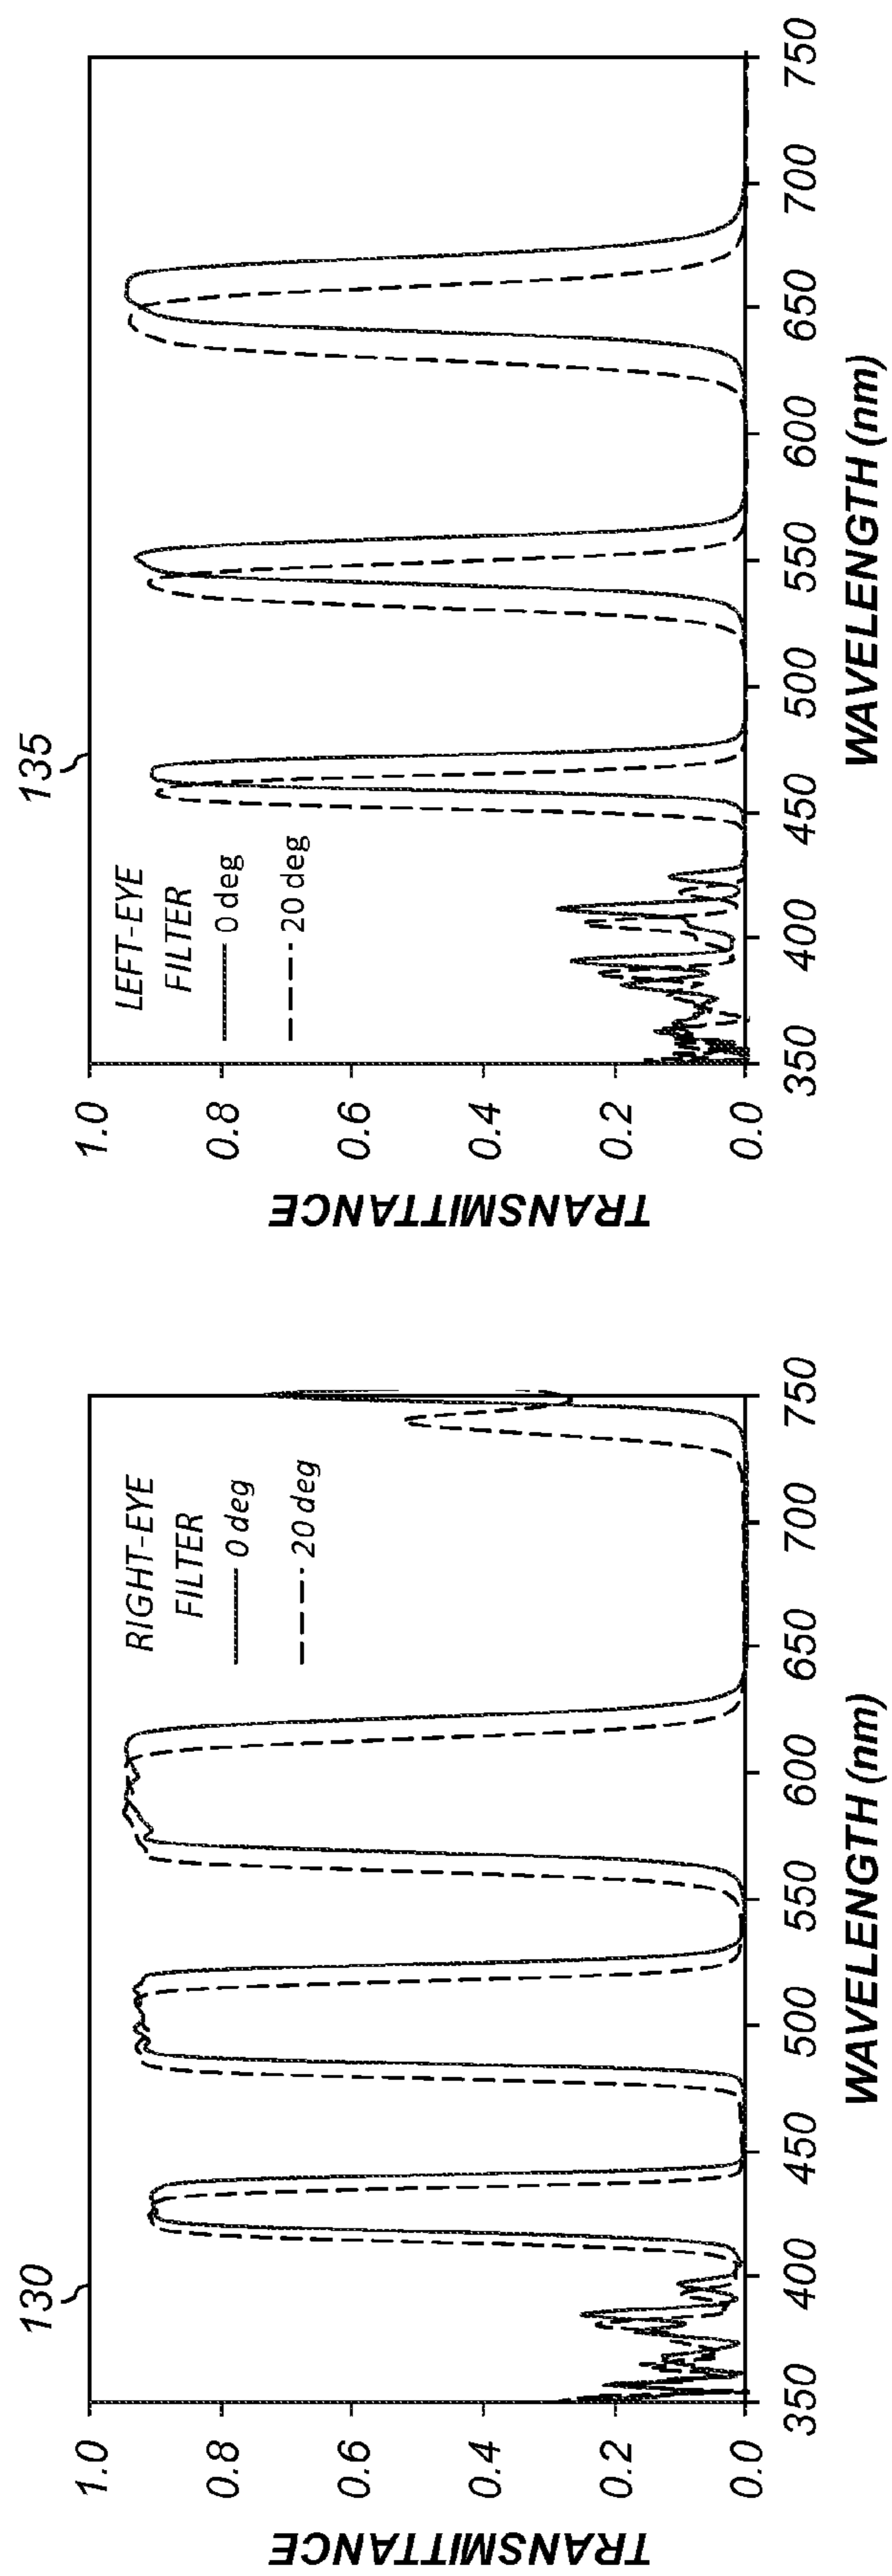 130
RIGHT-EYE
FILTER
0 deg
20 deg
TRANSMITTANCE
1.0
0.8
0.6
0.4
0.2
0.0
350
400
450
500
550
600
650
700
750
WAVELENGTH (nm)
135
LEFT-EYE
FILTER
0 deg
20 deg
TRANSMITTANCE
1.0
0.8
0.6
0.4
0.2
0.0
350
400
450
500
550
600
650
700
750
WAVELENGTH (nm)